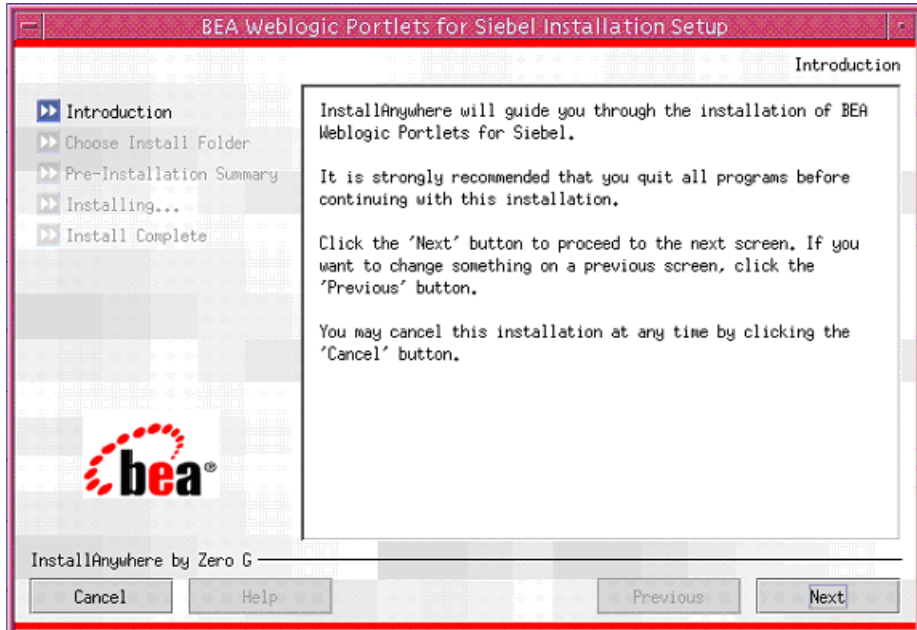 BEA Weblogic Portlets for Siebel Installation Setup
Introduction
Introduction
Choose Install Folder
Pre-Installation Summary
Installing...
Install Complete
InstallAnywhere will guide you through the installation of BEA
Weblogic Portlets for Siebel.
It is strongly recommended that you quit all programs before
continuing with this installation.
Click the 'Next' button to proceed to the next screen. If you
want to change something on a previous screen, click the
'Previous' button.
You may cancel this installation at any time by clicking the
'Cancel' button.
bea®
InstallAnywhere by Zero G
Cancel
Help
Previous
Next